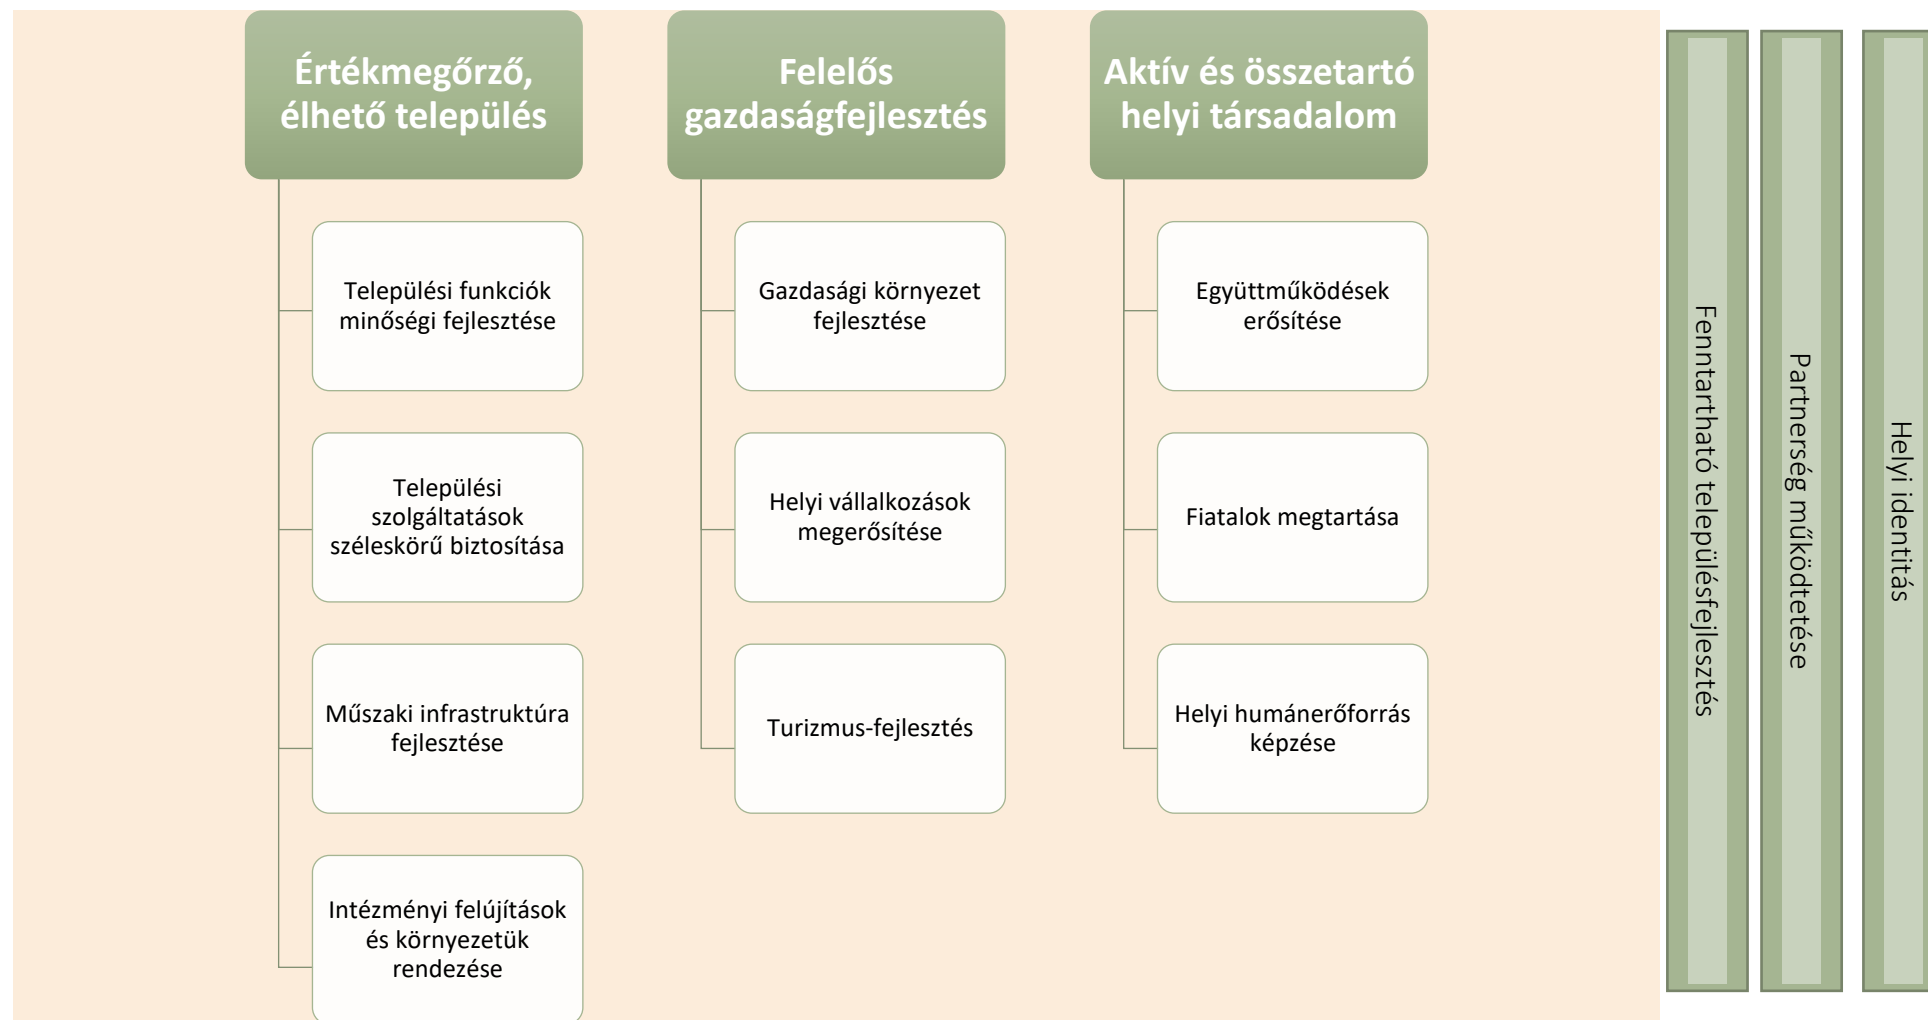 Értékmegőrző,
élhető település
Települési funkciók
minőségi fejlesztése
Települési
szolgáltatások
széleskörű biztosítása
Műszaki infrastruktúra
fejlesztése
Intézményi felújítások
és környezetük
rendezése
Felelős
gazdaságfejlesztés
Gazdasági környezet
fejlesztése
Helyi vállalkozások
megerősítése
Turizmus-fejlesztés
Aktív és összetartó
helyi társadalom
Együttműködések
erősítése
Fiatalok megtartása
Helyi humánerőforrás
képzése
Fenntartható településfejlesztés
Partnerség működtetése
Helyi identitás